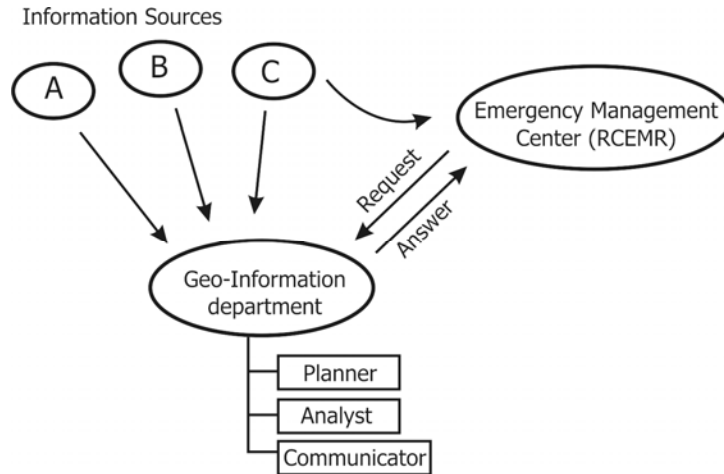 Information Sources
A
B
C
Emergency Management
Center (RCEMR)
Request
Answer
Geo-Information
department
Planner
Analyst
Communicator